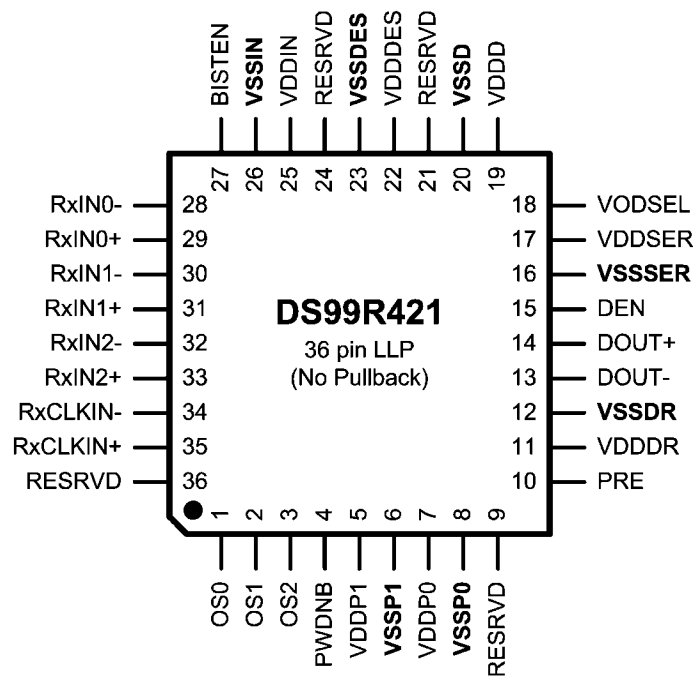 BISTEN
VSSIN
VDDIN
RESRVD
VSSDES
VDDDES
RESRVD
VSSD
VDDD
27 26 25 24 23 22 21 20 19
RxIN0- 28
RxIN0+ 29
RxIN1- 30
RxIN1+ 31
RxIN2- 32
RxIN2+ 33
RxCLKIN- 34
RxCLKIN+ 35
RESRVD 36
DS99R421
36 pin LLP
(No Pullback)
18 VODSEL
17 VDDSER
16 VSSSER
15 DEN
14 DOUT+
13 DOUT-
12 VSSDR
11 VDDDR
10 PRE
1 2 3 4 5 6 7 8 9
OS0
OS1
OS2
PWDNB
VDDP1
VSSP1
VDDP0
VSSP0
RESRVD